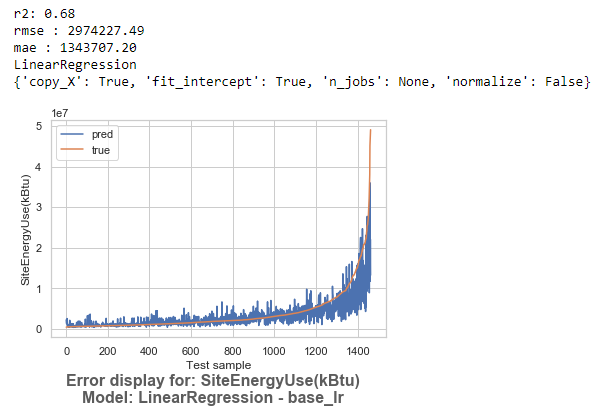 r2: 0.68
rmse : 2974227.49
mae : 1343707.20
LinearRegression
{'copy_X': True, 'fit_intercept': True, 'n_jobs': None, 'normalize': False}
1e7
5
4
3
2
1
0
SiteEnergyUse(kBtu)
pred
true
0 200 400 600 800 1000 1200 1400
Test sample
Error display for: SiteEnergyUse(kBtu)
Model: LinearRegression - base_lr